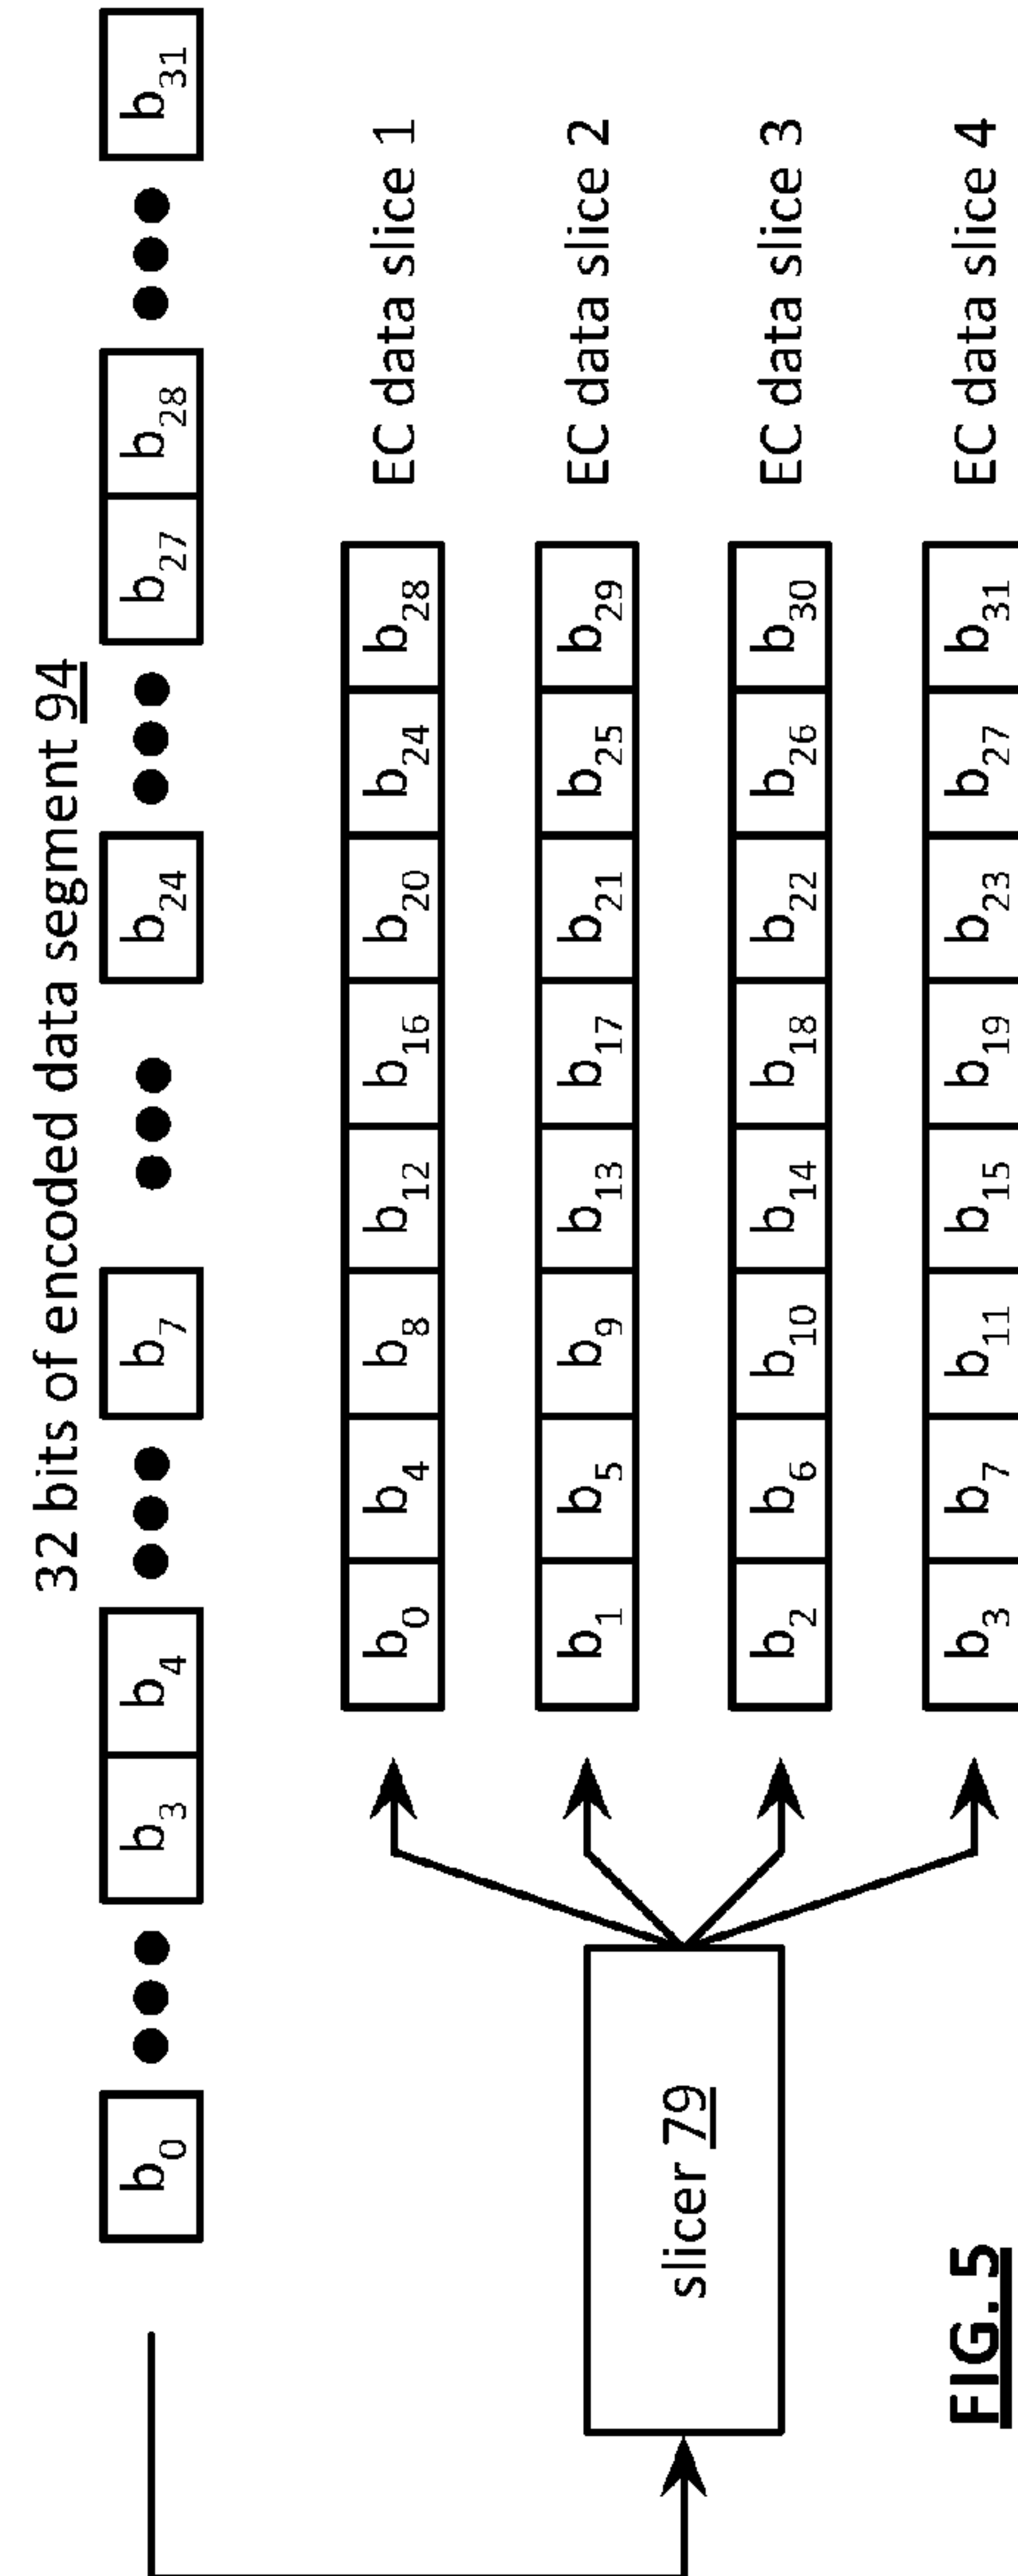 32 bits of encoded data segment 94
b0 ••• b3 b4 ••• b7 ••• b24 ••• b27 b28 ••• b31
b0 b4 b8 b12 b16 b20 b24 b28 EC data slice 1
b1 b5 b9 b13 b17 b21 b25 b29 EC data slice 2
slicer 79
b2 b6 b10 b14 b18 b22 b26 b30 EC data slice 3
b3 b7 b11 b15 b19 b23 b27 b31 EC data slice 4
FIG. 5